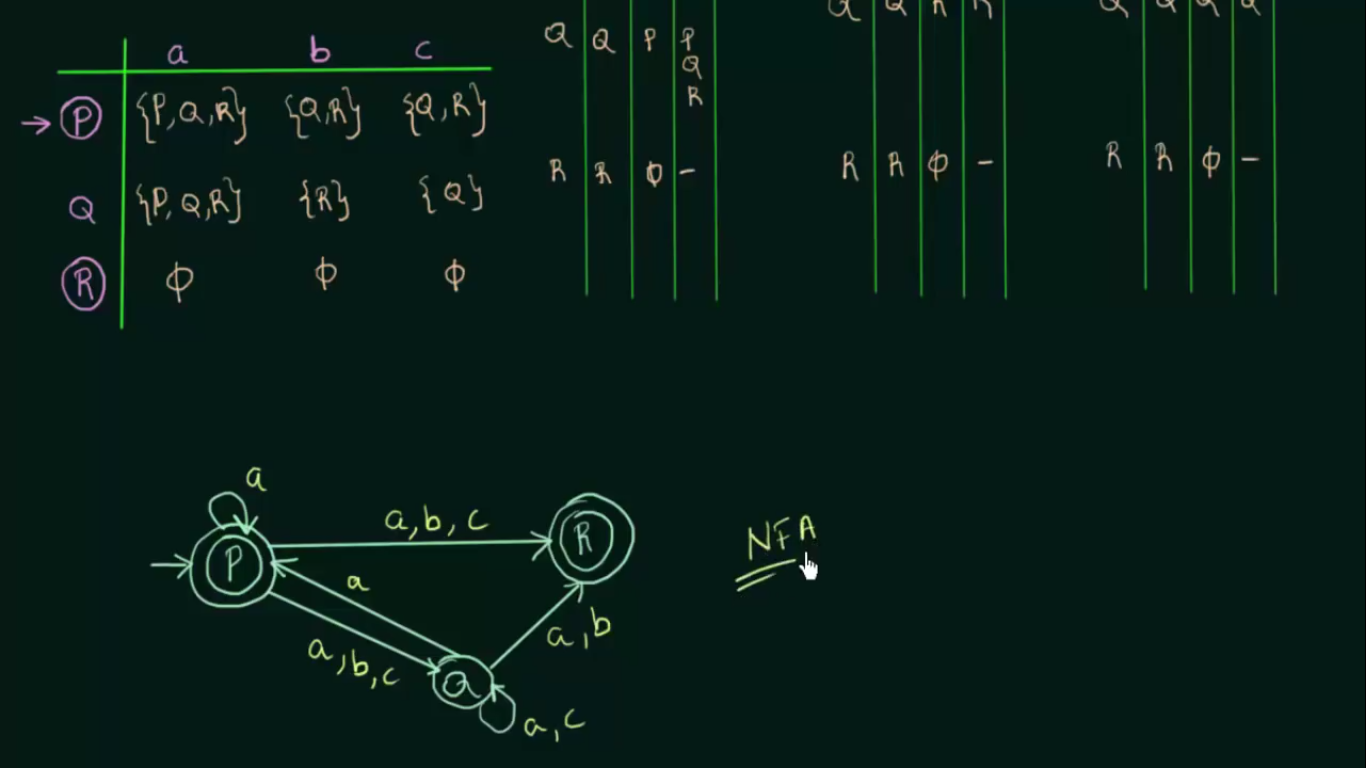 a b c
→ P {P,Q,R} {Q,R} {Q,R}
Q {P,Q,R} {R} {Q}
R Φ Φ Φ
Q Q P P
Q
R
R R Φ -
Q Q R R
R R Φ -
Q Q Q Q
R R Φ -
a
P
a,b,c
R
a
a,b,c
a,b
Q
a,c
NFA